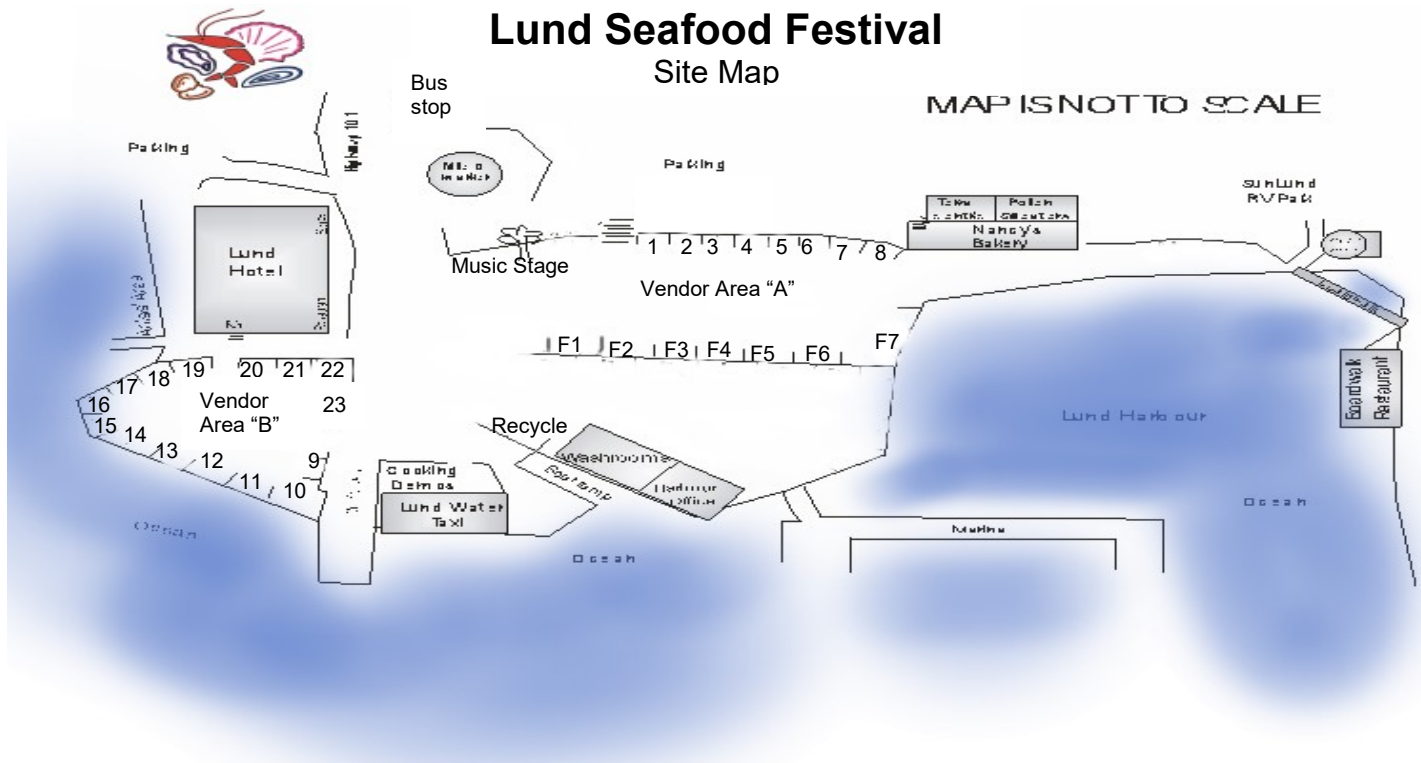 Lund Seafood Festival
Site Map
Bus
stop
MAP IS NOT TO SCALE
Parking
Highway 101
Parking
SunLund
RV Park
Nancy's
Bakery
Lund
Hotel
Music Stage
1 2 3 4 5 6 7 8
Vendor Area "A"
F1 F2 F3 F4 F5 F6 F7
19 20 21 22
18
17
16
15
14
13
12
11
10
9
23
Vendor
Area "B"
Recycle
Washrooms
Harbour
Office
Boat ramp
Cooking
Demos
Lund Water
Taxi
Lund Harbour
Boardwalk
Restaurant
Ocean
Ocean
Ocean
Marina